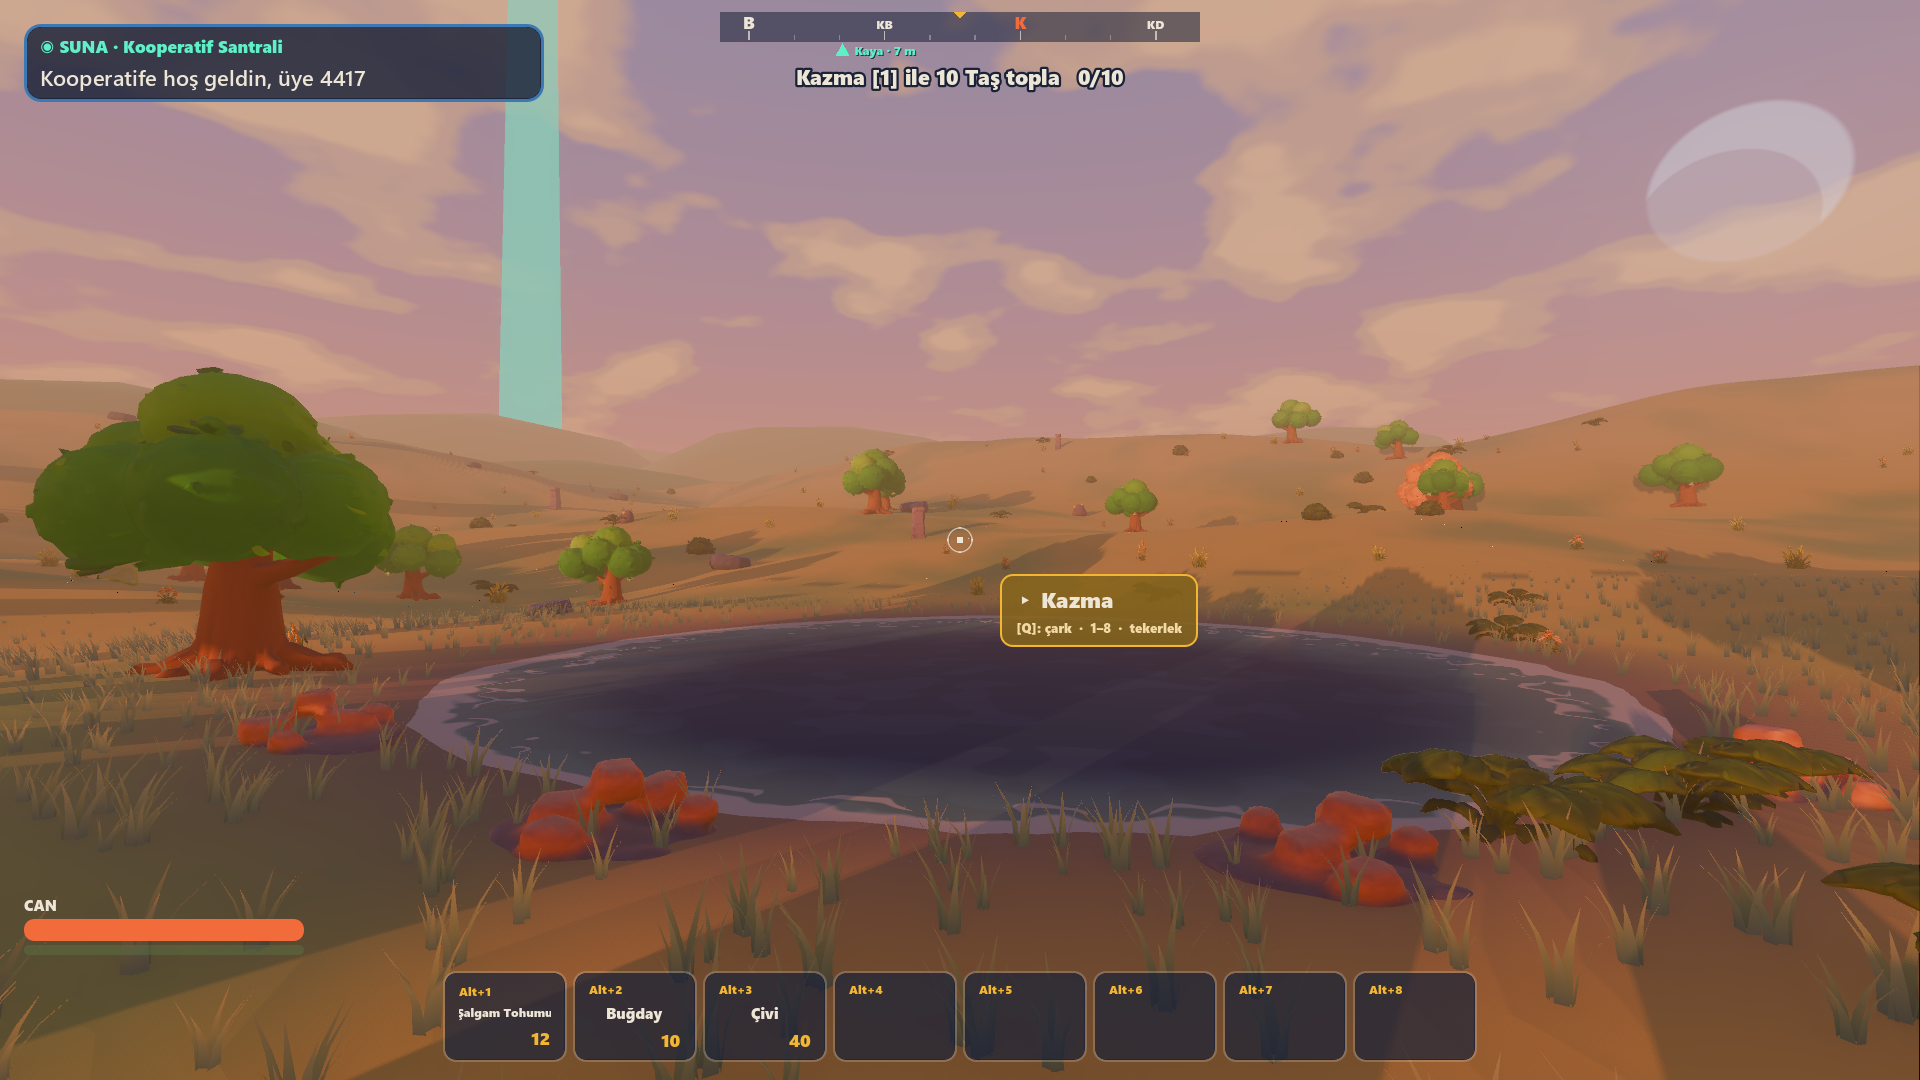 ◉ SUNA · Kooperatif Santrali
Kooperatife hoş geldin, üye 4417
B KB K KD
Kaya · 7 m
Kazma [1] ile 10 Taş topla 0/10
Kazma
[Q]: çark · 1–8 · tekerlek
CAN
Alt+1 Alt+2 Alt+3 Alt+4 Alt+5 Alt+6 Alt+7 Alt+8
Şalgam Tohumu Buğday Çivi
12 10 40